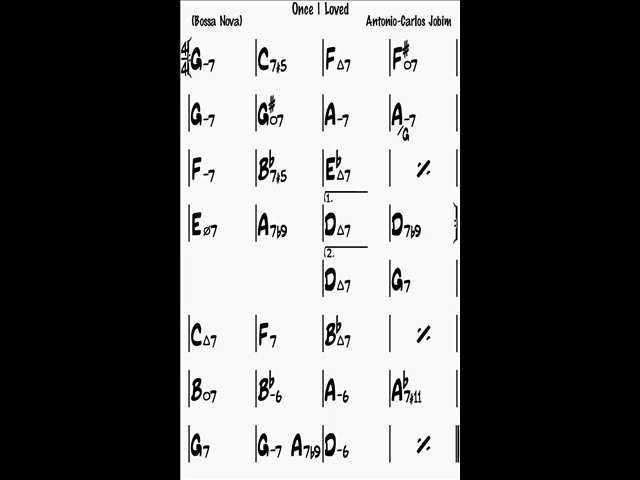 Once I Loved
(Bossa Nova) Antonio-Carlos Jobim
4/4 G-7 C7#5 F△7 F#o7
G-7 G#o7 A-7 A-7/G
F-7 B♭7#5 E♭△7 𝄎
1.
Eø7 A7♭9 D△7 D7♭9
2.
D△7 G7
C△7 F7 B♭△7 𝄎
Bo7 B♭-6 A-6 A♭7#11
G7 G-7 A7♭9 D-6 𝄎